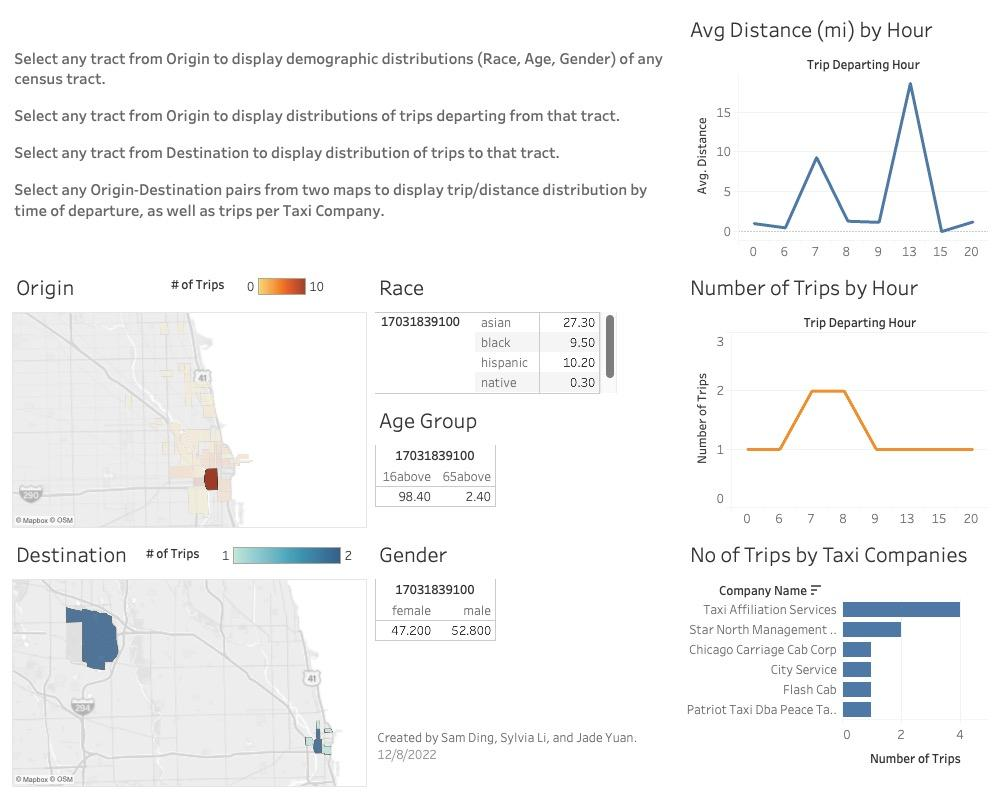 Select any tract from Origin to display demographic distributions (Race, Age, Gender) of any
census tract.
Select any tract from Origin to display distributions of trips departing from that tract.
Select any tract from Destination to display distribution of trips to that tract.
Select any Origin-Destination pairs from two maps to display trip/distance distribution by
time of departure, as well as trips per Taxi Company.
Avg Distance (mi) by Hour
Trip Departing Hour
Avg. Distance
15
10
5
0
0 6 7 8 9 13 15 20
Origin
# of Trips
0 10
41
290
© Mapbox © OSM
Race
17031839100 asian 27.30
black 9.50
hispanic 10.20
native 0.30
Age Group
17031839100
16above 65above
98.40 2.40
Number of Trips by Hour
Trip Departing Hour
Number of Trips
3
2
1
0
0 6 7 8 9 13 15 20
Destination
# of Trips
1 2
41
294
© Mapbox © OSM
Gender
17031839100
female male
47.200 52.800
Created by Sam Ding, Sylvia Li, and Jade Yuan.
12/8/2022
No of Trips by Taxi Companies
Company Name
Taxi Affiliation Services
Star North Management ..
Chicago Carriage Cab Corp
City Service
Flash Cab
Patriot Taxi Dba Peace Ta..
0 2 4
Number of Trips